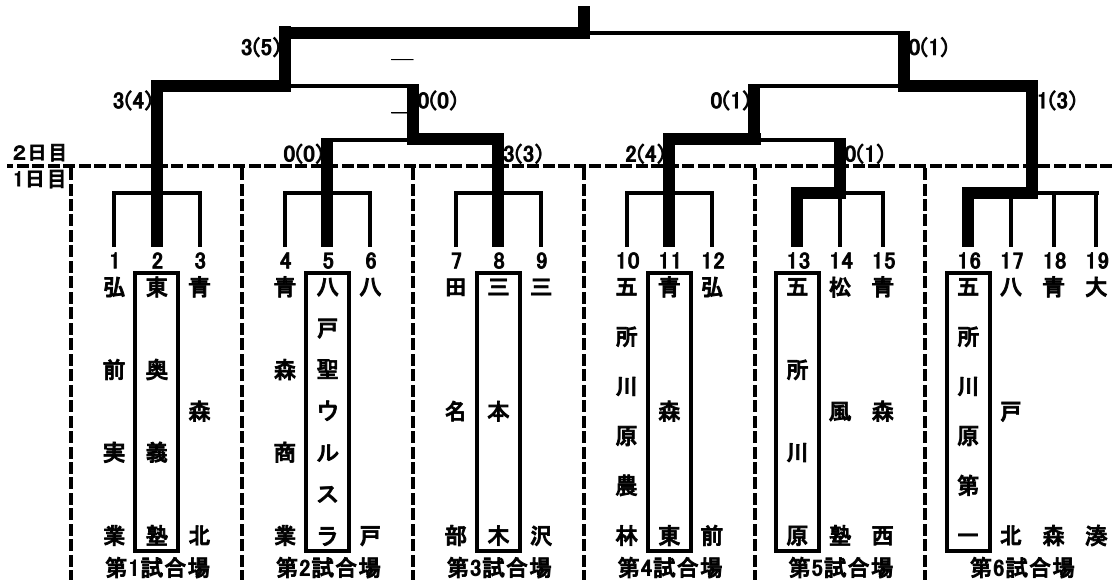 3(5)
0(1)
3(4)
0(0)
0(1)
1(3)
2日目
0(0)
3(3)
2(4)
0(1)
1日目
1 2 3 4 5 6 7 8 9 10 11 12 13 14 15 16 17 18 19
弘前実業
東奥義塾
青森北
青森商業
八戸聖ウルスラ
八戸
田名部
三本木
三沢
五所川原農林
青森東
弘前
五所川原
松風塾
青森西
五所川原第一
八戸北
青森
大湊
第1試合場 第2試合場 第3試合場 第4試合場 第5試合場 第6試合場